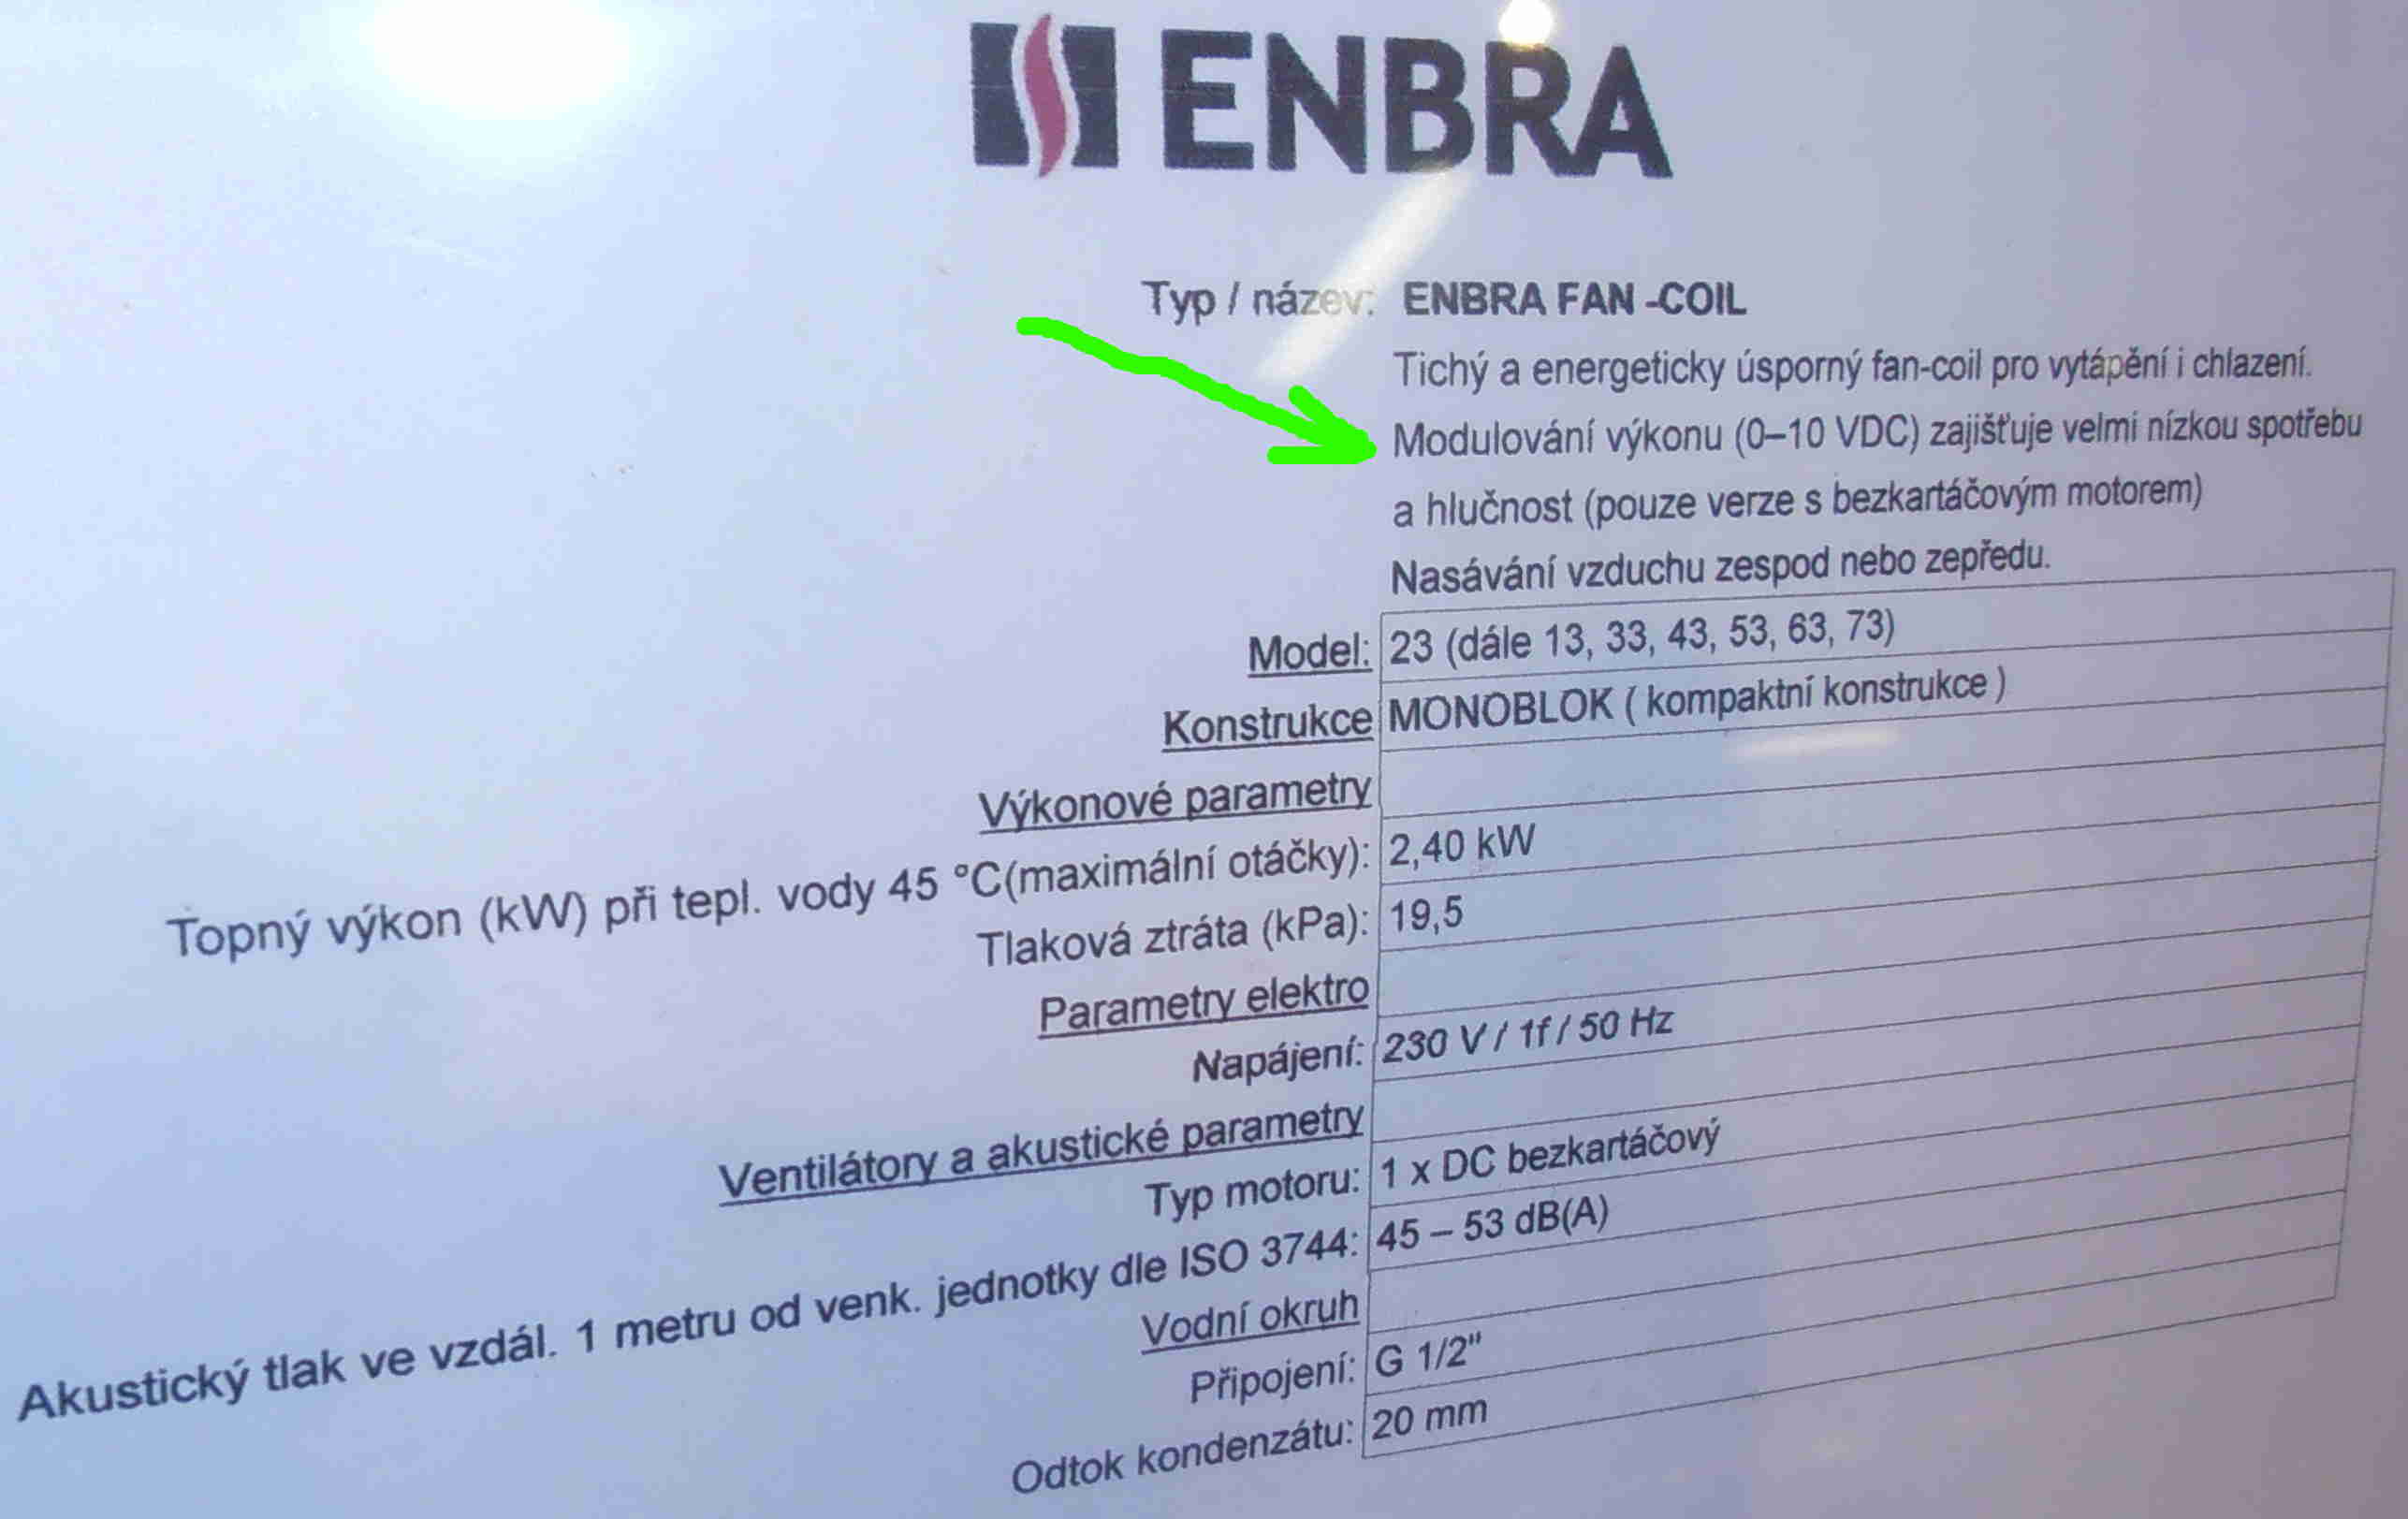 ENBRA
Typ / název: ENBRA FAN -COIL
Tichý a energeticky úsporný fan-coil pro vytápění i chlazení.
Modulování výkonu (0–10 VDC) zajišťuje velmi nízkou spotřebu
a hlučnost (pouze verze s bezkartáčovým motorem)
Nasávání vzduchu zespod nebo zepředu.
Model: 23 (dále 13, 33, 43, 53, 63, 73)
Konstrukce MONOBLOK ( kompaktní konstrukce )
Výkonové parametry
Topný výkon (kW) při tepl. vody 45 °C(maximální otáčky): 2,40 kW
Tlaková ztráta (kPa): 19,5
Parametry elektro
Napájení: 230 V / 1f / 50 Hz
Ventilátory a akustické parametry
Typ motoru: 1 x DC bezkartáčový
Akustický tlak ve vzdál. 1 metru od venk. jednotky dle ISO 3744: 45 – 53 dB(A)
Vodní okruh
Připojení: G 1/2"
Odtok kondenzátu: 20 mm